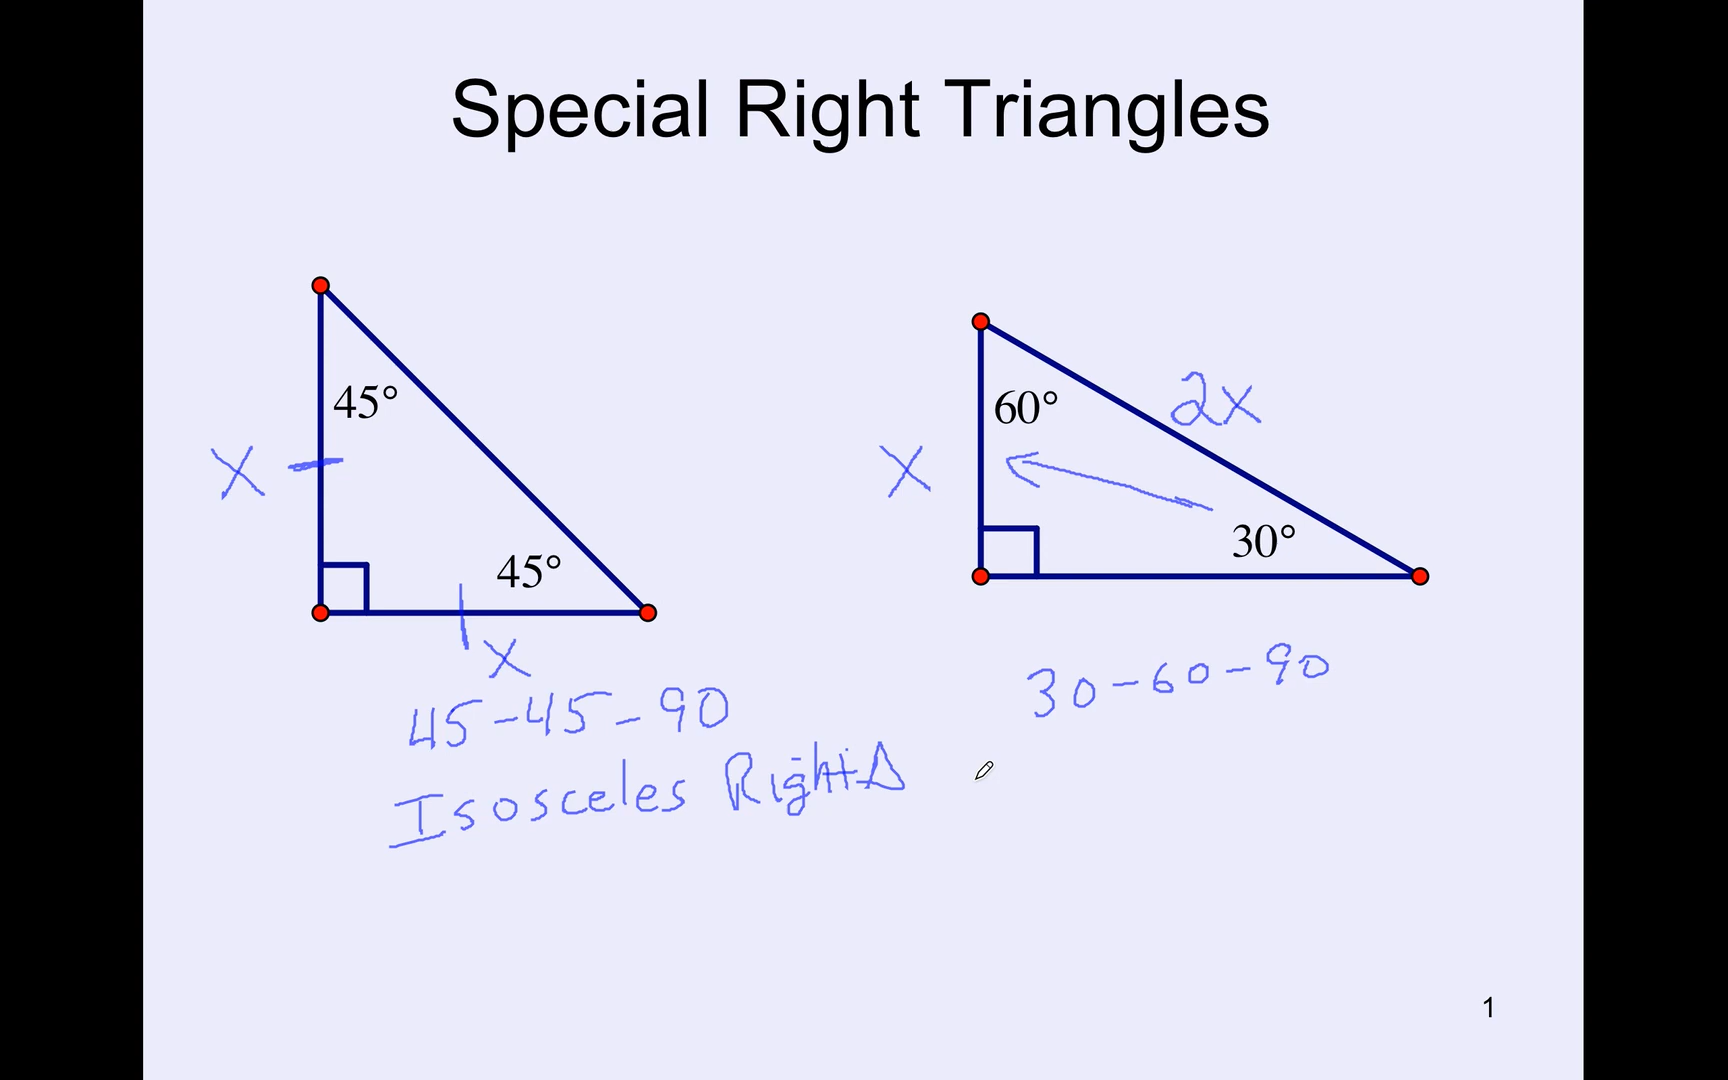 Special Right Triangles
45°
x
45°
x
45-45-90
Isosceles Right Δ
60°
2x
x
30°
30-60-90
1